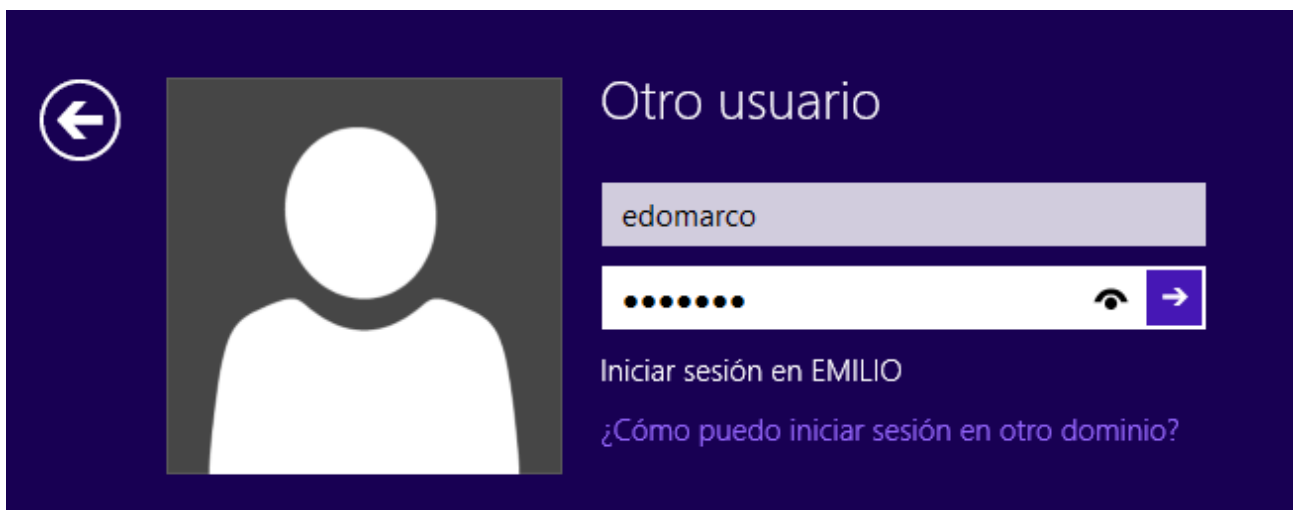 Otro usuario
edomarco
Iniciar sesión en EMILIO
¿Cómo puedo iniciar sesión en otro dominio?